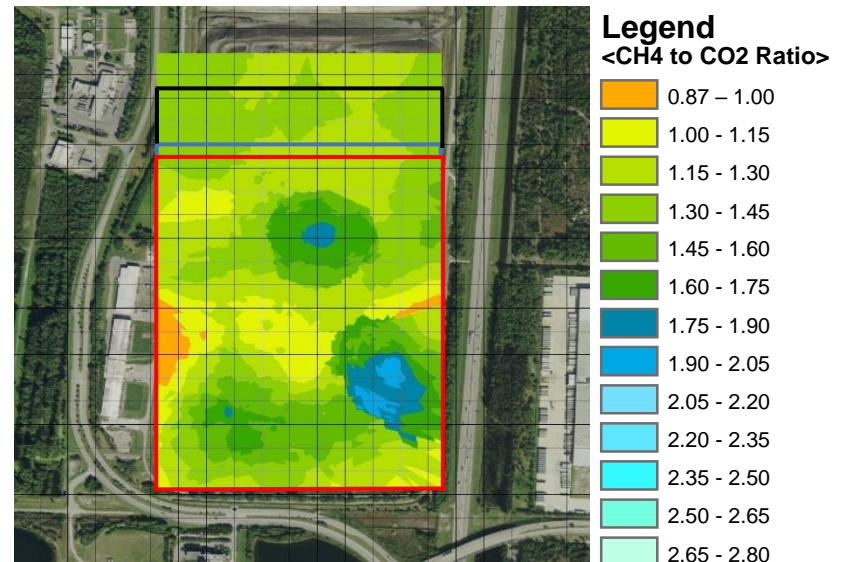 Legend
<CH4 to CO2 Ratio>
0.87 – 1.00
1.00 - 1.15
1.15 - 1.30
1.30 - 1.45
1.45 - 1.60
1.60 - 1.75
1.75 - 1.90
1.90 - 2.05
2.05 - 2.20
2.20 - 2.35
2.35 - 2.50
2.50 - 2.65
2.65 - 2.80